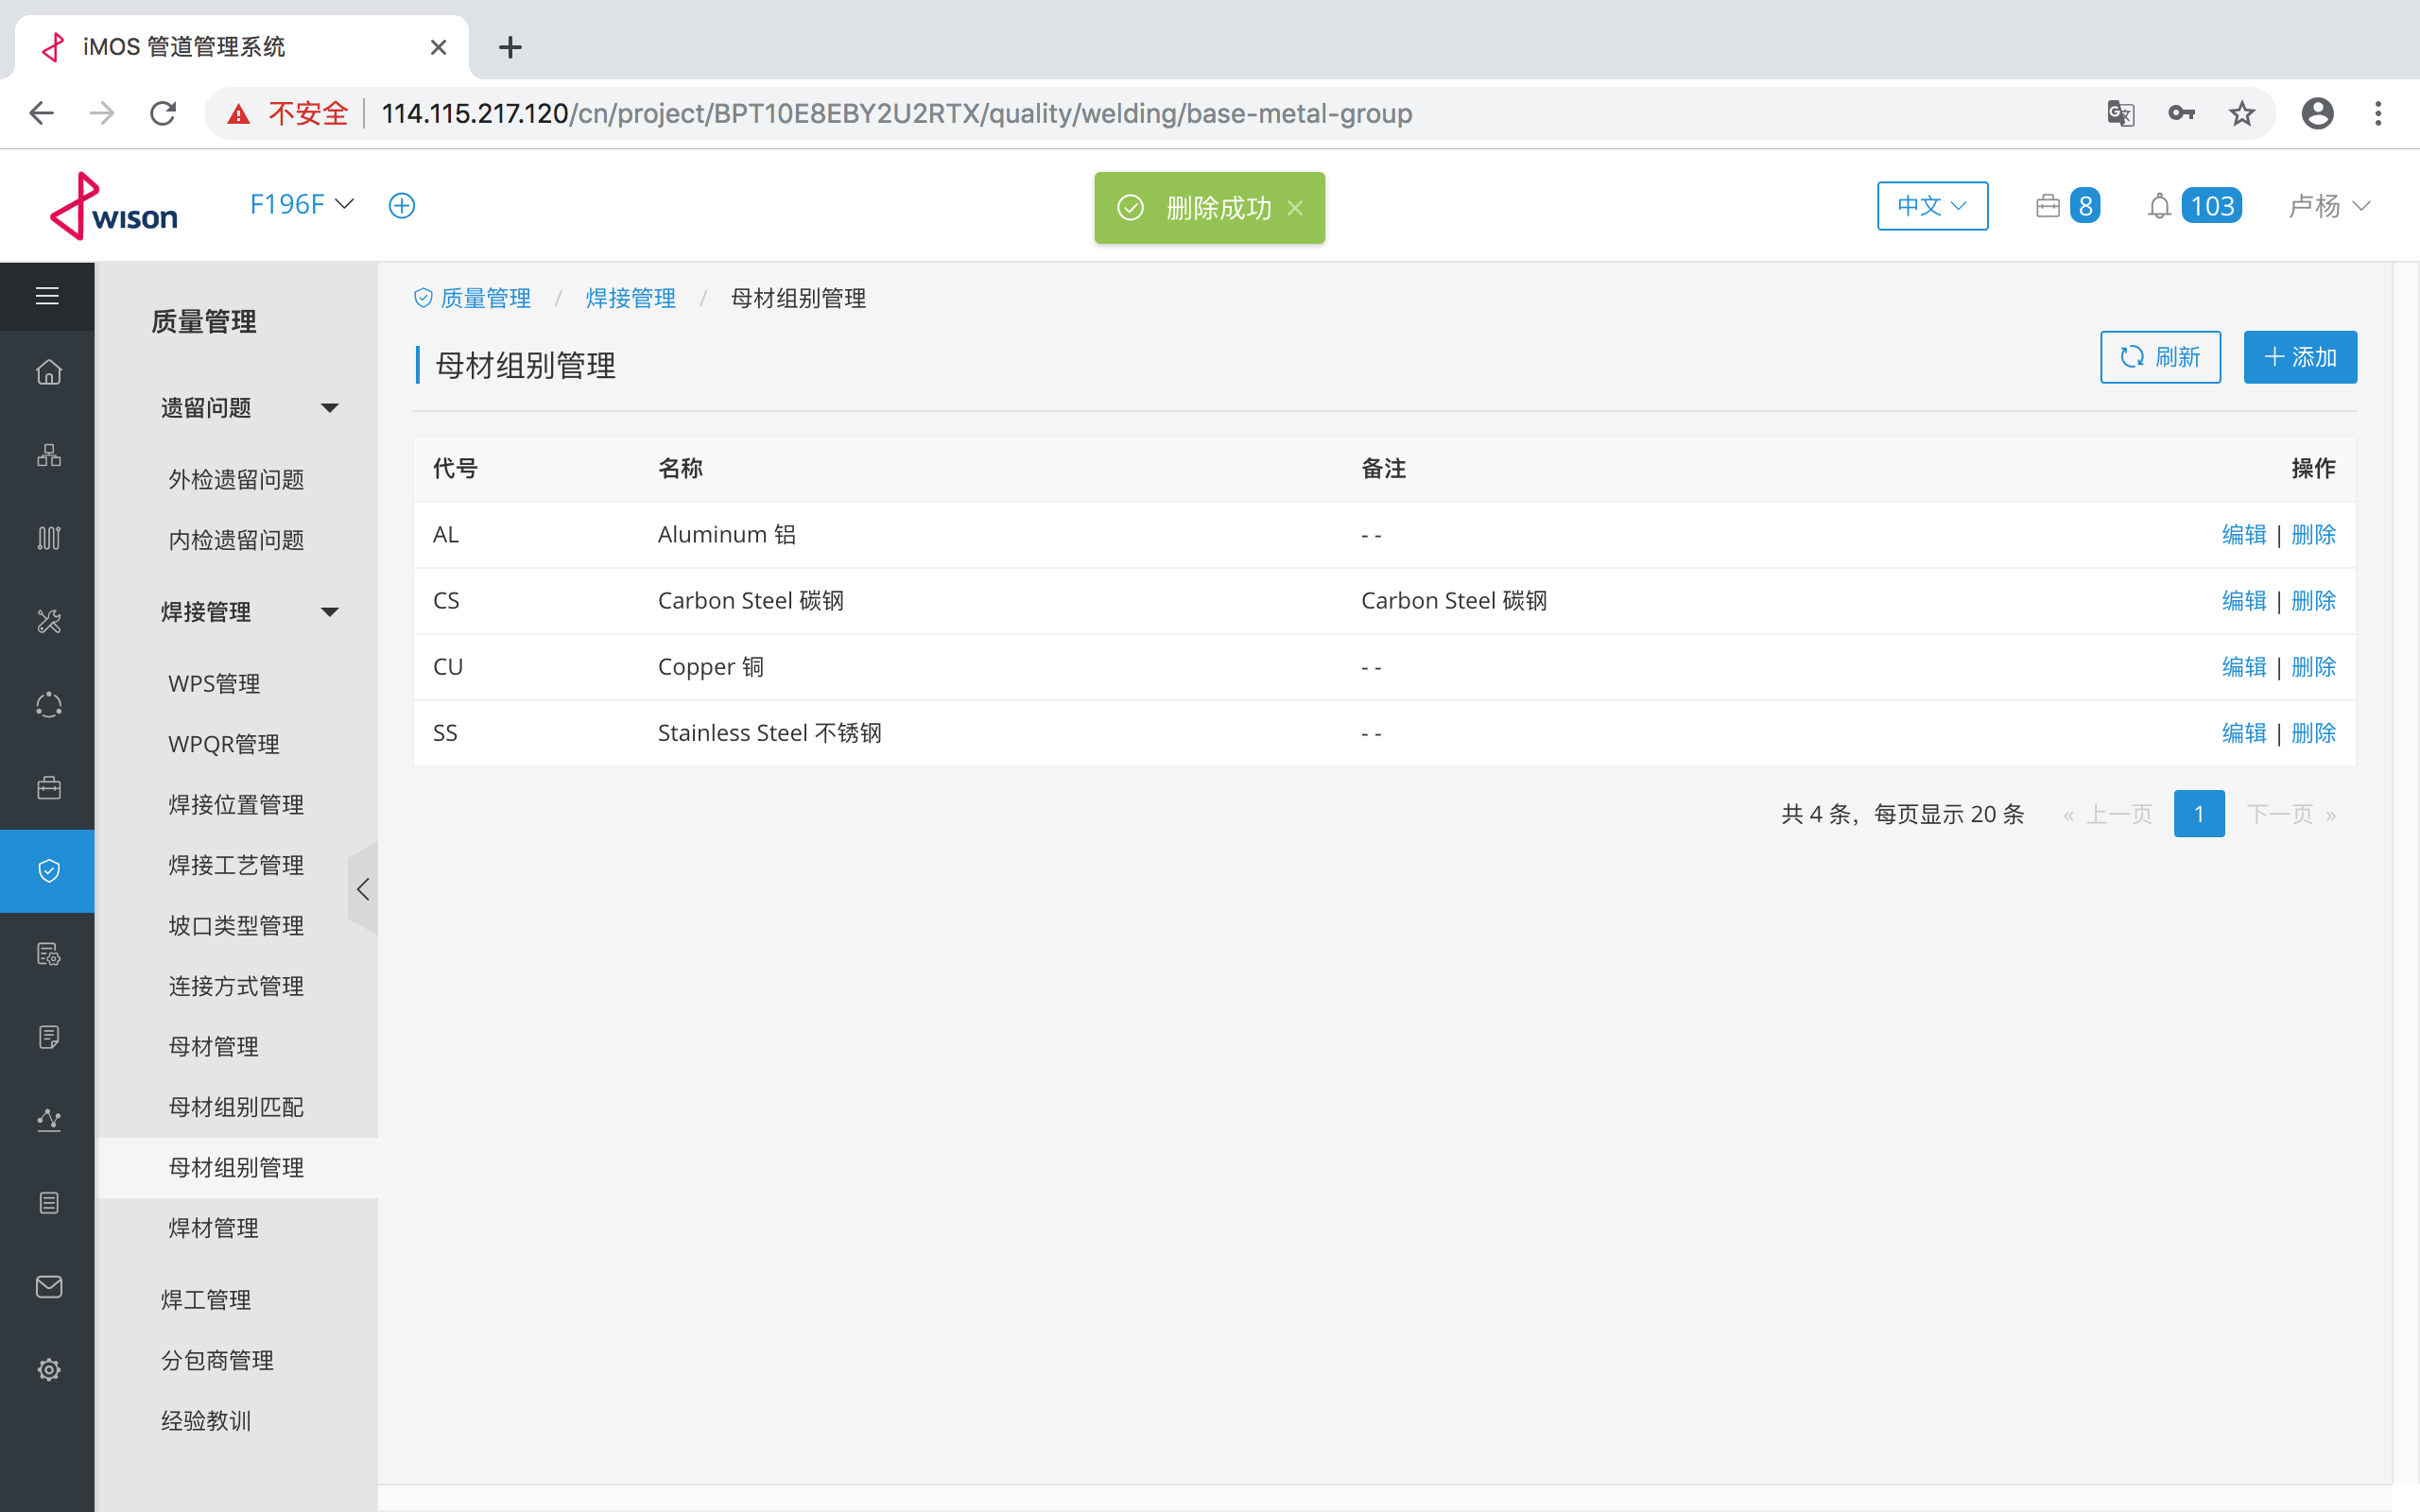 iMOS 管道管理系统
不安全 114.115.217.120/cn/project/BPT10E8EBY2U2RTX/quality/welding/base-metal-group
wison
F196F
删除成功
中文
8
103
卢杨
质量管理
遗留问题
外检遗留问题
内检遗留问题
焊接管理
WPS管理
WPQR管理
焊接位置管理
焊接工艺管理
坡口类型管理
连接方式管理
母材管理
母材组别匹配
母材组别管理
焊材管理
焊工管理
分包商管理
经验教训
质量管理 / 焊接管理 / 母材组别管理
母材组别管理
刷新
添加
代号 名称 备注 操作
AL Aluminum 铝 - - 编辑 | 删除
CS Carbon Steel 碳钢 Carbon Steel 碳钢 编辑 | 删除
CU Copper 铜 - - 编辑 | 删除
SS Stainless Steel 不锈钢 - - 编辑 | 删除
共 4 条，每页显示 20 条 « 上一页 1 下一页 »